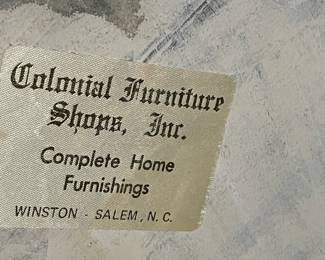 Colonial Furniture
Shops, Inc.
Complete Home
Furnishings
WINSTON - SALEM, N. C.